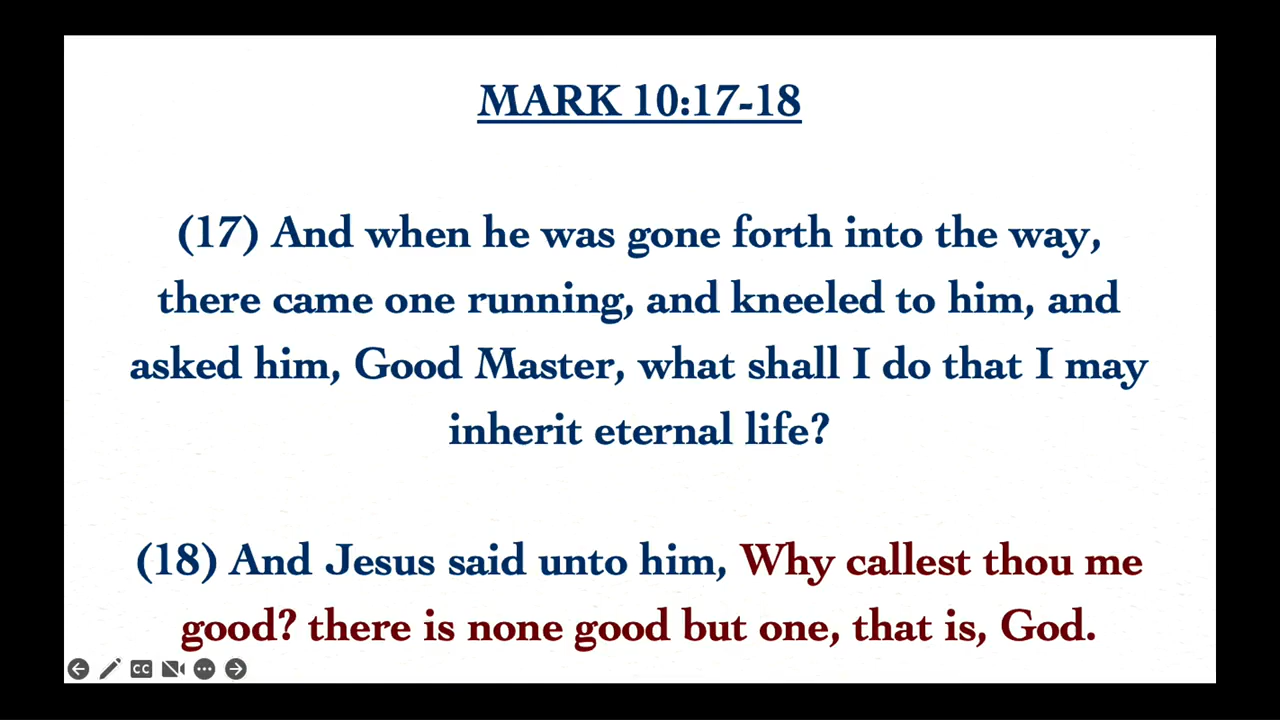 MARK 10:17-18
(17) And when he was gone forth into the way,
there came one running, and kneeled to him, and
asked him, Good Master, what shall I do that I may
inherit eternal life?
(18) And Jesus said unto him, Why callest thou me
good? there is none good but one, that is, God.
CC